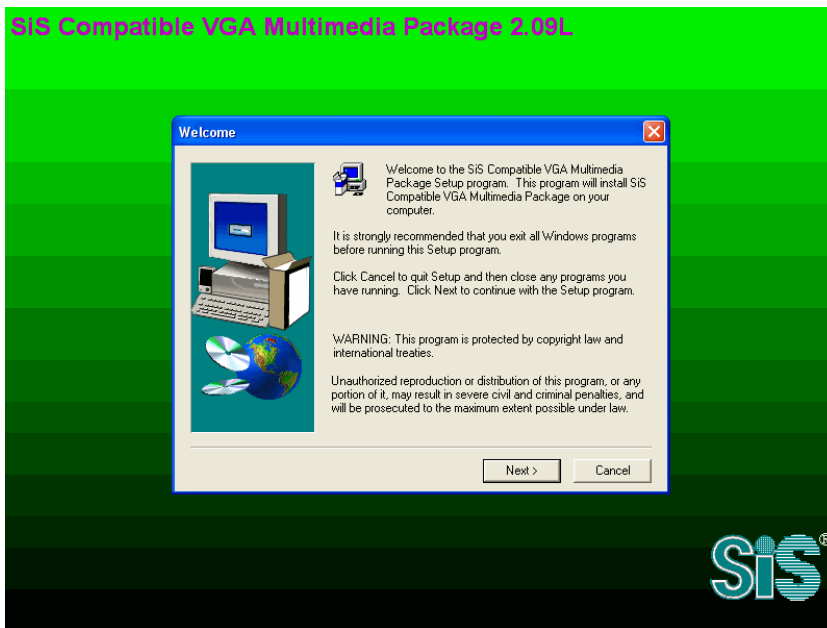 SiS Compatible VGA Multimedia Package 2.09L
Welcome
Welcome to the SiS Compatible VGA Multimedia
Package Setup program.  This program will install SiS
Compatible VGA Multimedia Package on your
computer.
It is strongly recommended that you exit all Windows programs
before running this Setup program.
Click Cancel to quit Setup and then close any programs you
have running.  Click Next to continue with the Setup program.
WARNING: This program is protected by copyright law and
international treaties.
Unauthorized reproduction or distribution of this program, or any
portion of it, may result in severe civil and criminal penalties, and
will be prosecuted to the maximum extent possible under law.
Next >
Cancel
SiS®